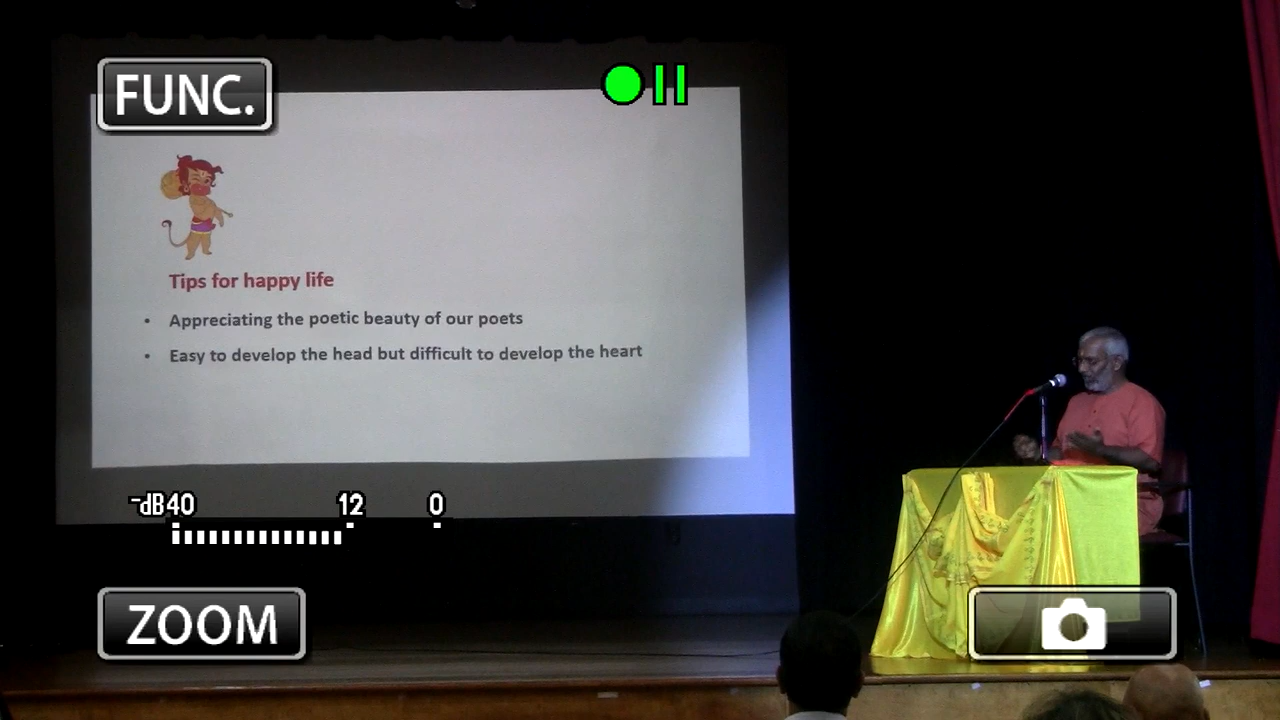 FUNC.
Tips for happy life
• Appreciating the poetic beauty of our poets
• Easy to develop the head but difficult to develop the heart
-dB40 12 0
ZOOM